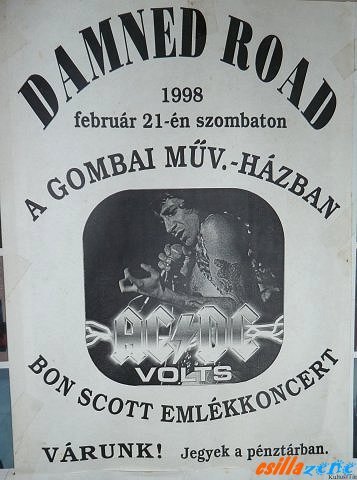 DAMNED ROAD
1998
február 21-én szombaton
A GOMBAI MŰV.-HÁZBAN
AC/DC
VOLTS
BON SCOTT EMLÉKKONCERT
VÁRUNK! Jegyek a pénztárban.
csillazene